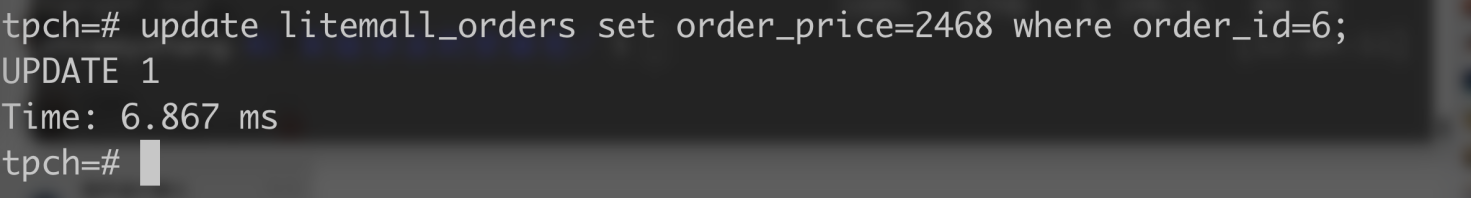 tpch=# update litemall_orders set order_price=2468 where order_id=6;
UPDATE 1
Time: 6.867 ms
tpch=#